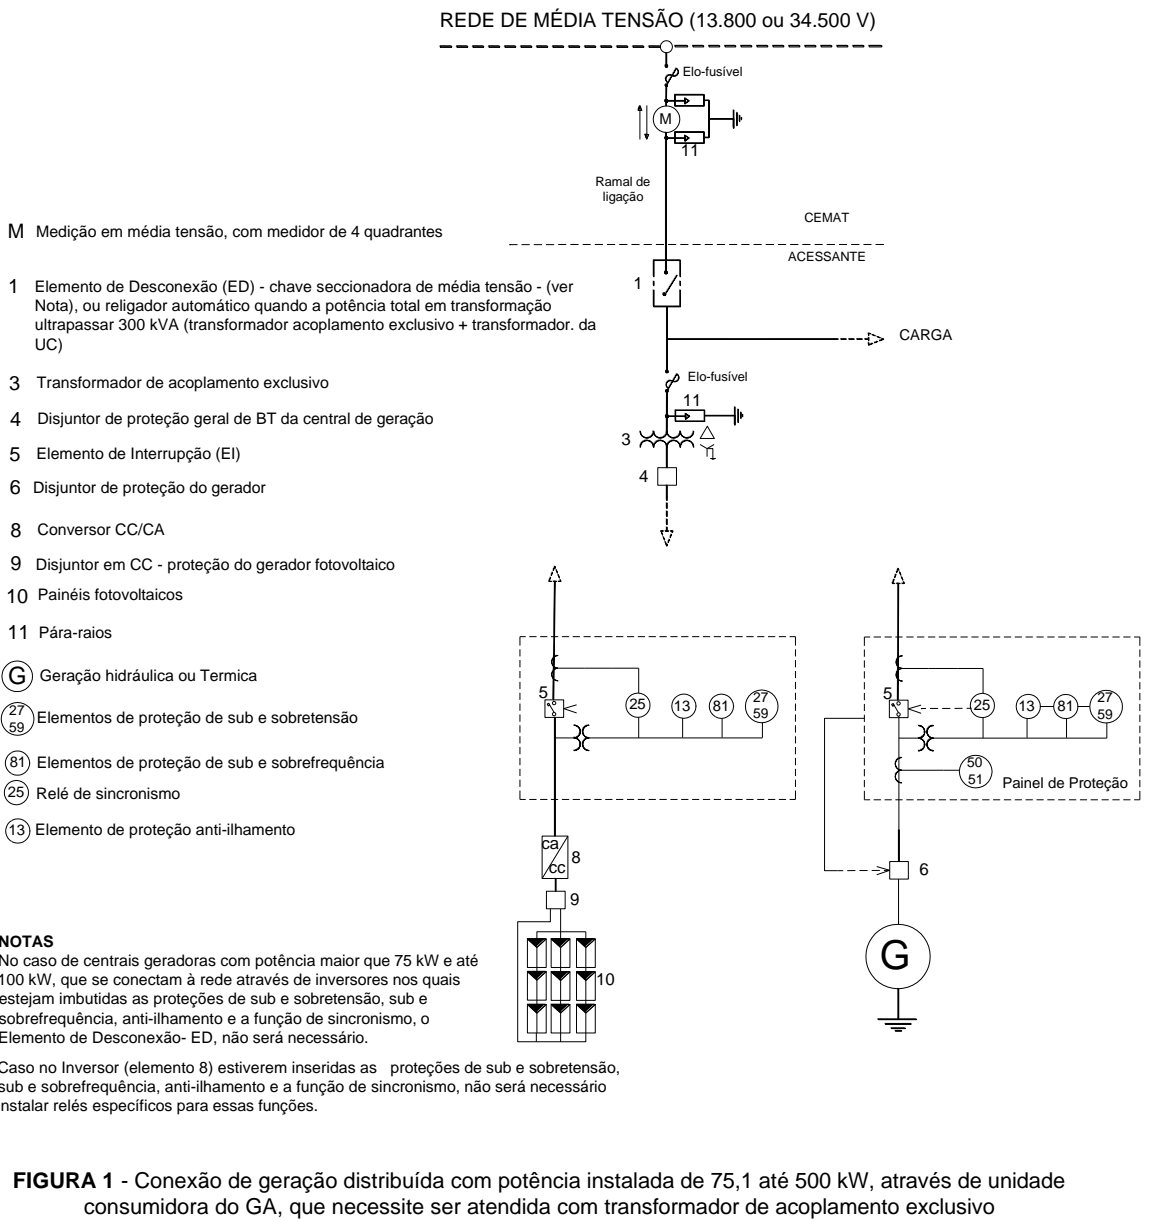 REDE DE MÉDIA TENSÃO (13.800 ou 34.500 V)
Elo-fusível
M
11
Ramal de
ligação
CEMAT
ACESSANTE
1
CARGA
Elo-fusível
11
3
4
M Medição em média tensão, com medidor de 4 quadrantes
1 Elemento de Desconexão (ED) - chave seccionadora de média tensão - (ver
Nota), ou religador automático quando a potência total em transformação
ultrapassar 300 kVA (transformador acoplamento exclusivo + transformador. da
UC)
3 Transformador de acoplamento exclusivo
4 Disjuntor de proteção geral de BT da central de geração
5 Elemento de Interrupção (EI)
6 Disjuntor de proteção do gerador
8 Conversor CC/CA
9 Disjuntor em CC - proteção do gerador fotovoltaico
10 Painéis fotovoltaicos
11 Pára-raios
G Geração hidráulica ou Termica
27
59 Elementos de proteção de sub e sobretensão
81 Elementos de proteção de sub e sobrefrequência
25 Relé de sincronismo
13 Elemento de proteção anti-ilhamento
5
25
13
81
27
59
ca
cc
8
9
10
5
25
13
81
27
59
50
51
Painel de Proteção
6
G
NOTAS
No caso de centrais geradoras com potência maior que 75 kW e até
100 kW, que se conectam à rede através de inversores nos quais
estejam imbutidas as proteções de sub e sobretensão, sub e
sobrefrequência, anti-ilhamento e a função de sincronismo, o
Elemento de Desconexão- ED, não será necessário.
Caso no Inversor (elemento 8) estiverem inseridas as proteções de sub e sobretensão,
sub e sobrefrequência, anti-ilhamento e a função de sincronismo, não será necessário
instalar relés específicos para essas funções.
FIGURA 1 - Conexão de geração distribuída com potência instalada de 75,1 até 500 kW, através de unidade
consumidora do GA, que necessite ser atendida com transformador de acoplamento exclusivo